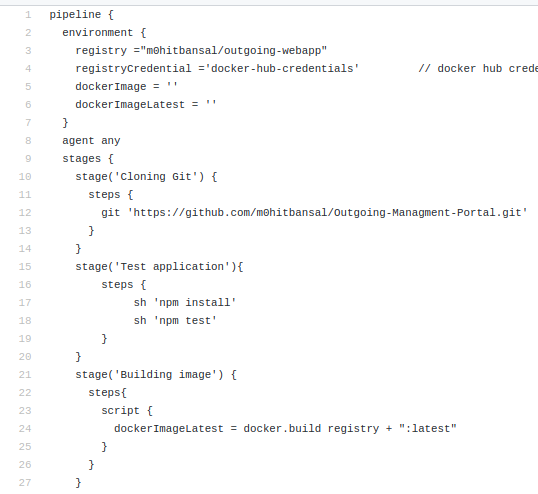 1 pipeline {
2 environment {
3 registry ="m0hitbansal/outgoing-webapp"
4 registryCredential ='docker-hub-credentials' // docker hub
5 dockerImage = ''
6 dockerImageLatest = ''
7 }
8 agent any
9 stages {
10 stage('Cloning Git') {
11 steps {
12 git 'https://github.com/m0hitbansal/Outgoing-Managment-Portal.git'
13 }
14 }
15 stage('Test application'){
16 steps {
17 sh 'npm install'
18 sh 'npm test'
19 }
20 }
21 stage('Building image') {
22 steps{
23 script {
24 dockerImageLatest = docker.build registry + ":latest"
25 }
26 }
27 }